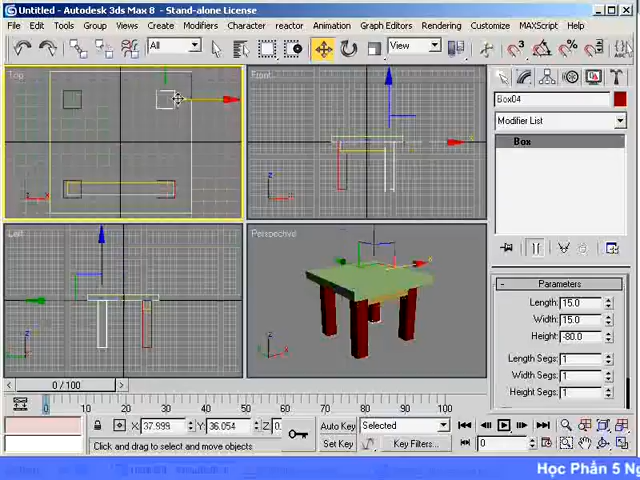 Untitled - Autodesk 3ds Max 8 - Stand-alone License
File Edit Tools Group Views Create Modifiers Character reactor Animation Graph Editors Rendering Customize MAXScript Help
All View
Top
Front
Left
Perspective
Box04
Modifier List
Box
Parameters
Length: 15.0
Width: 15.0
Height: -80.0
Length Segs: 1
Width Segs: 1
Height Segs: 1
0 / 100
0 10 20 30 40 50 60 70 80 90 100
X: 37.999 Y: 36.054 Z: 0.
Auto Key Selected
Click and drag to select and move objects
Set Key Key Filters... 0
Học Phần 5 Ng